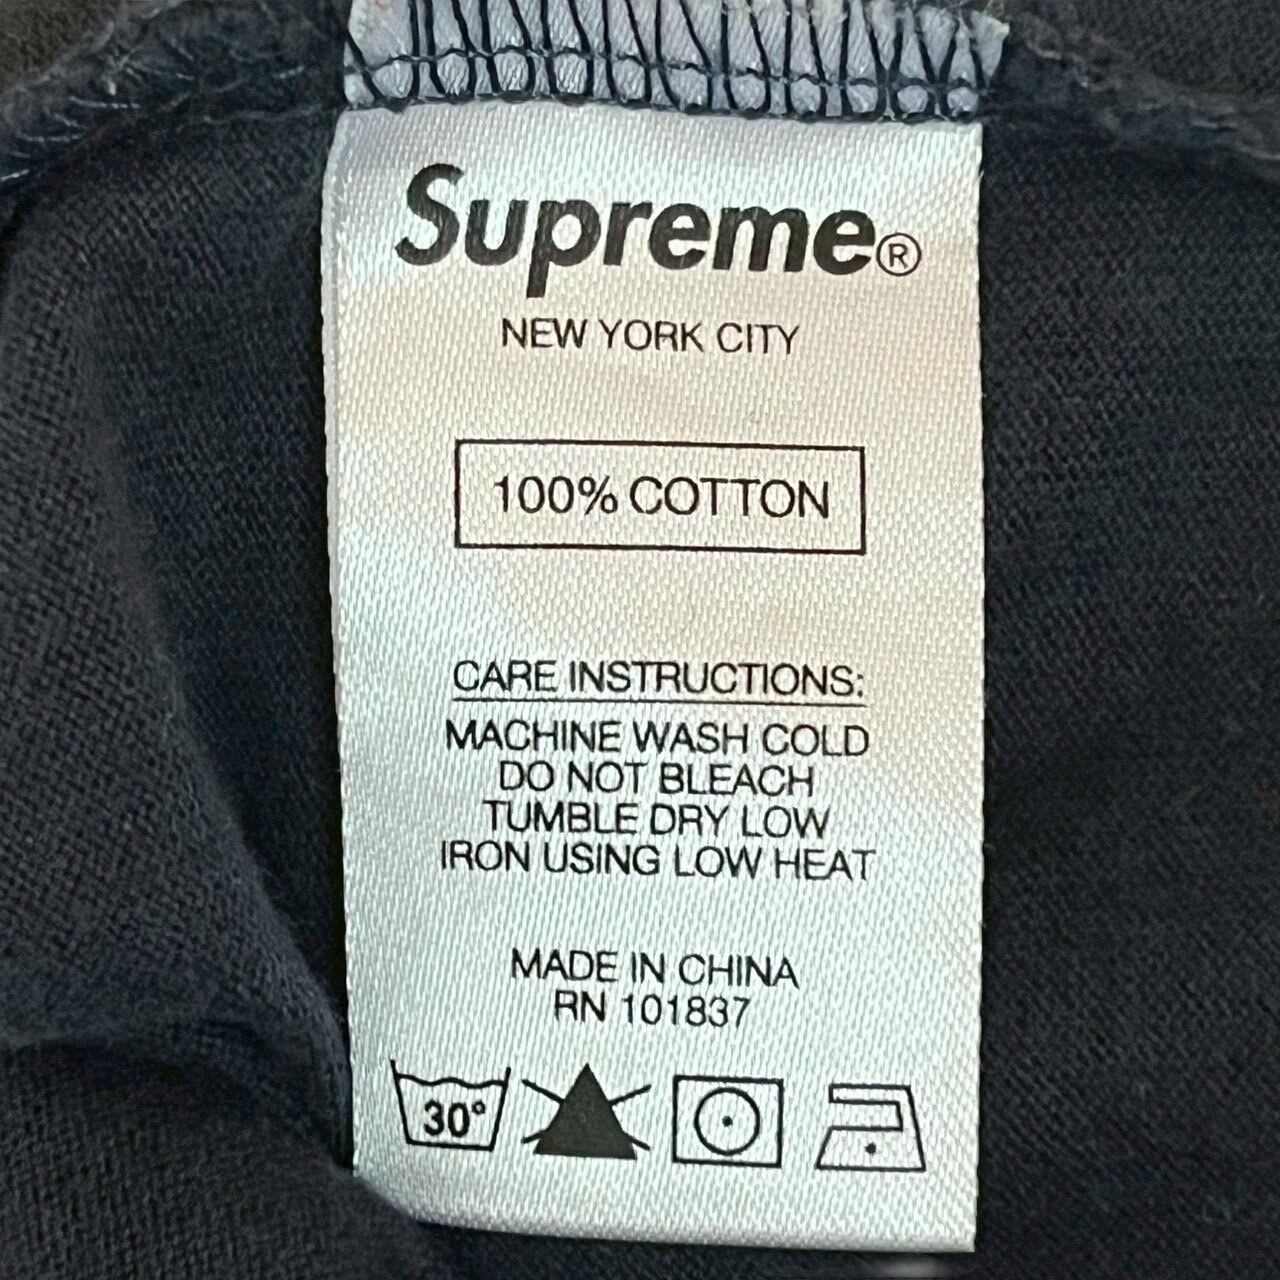 Supreme®
NEW YORK CITY
100% COTTON
CARE INSTRUCTIONS:
MACHINE WASH COLD
DO NOT BLEACH
TUMBLE DRY LOW
IRON USING LOW HEAT
MADE IN CHINA
RN 101837
30°